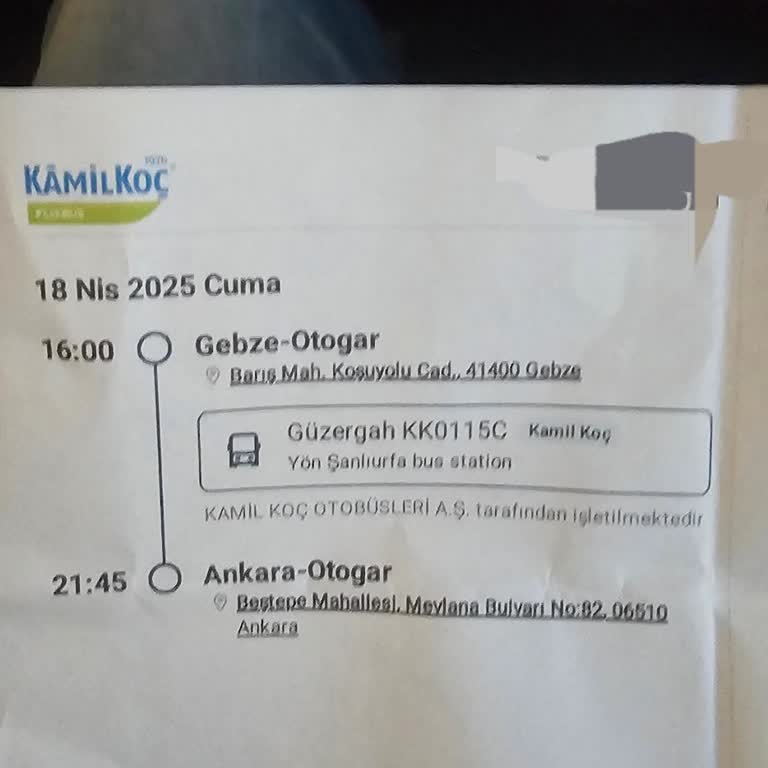 1926
KÂMİLKOÇ
FLIXBUS
18 Nis 2025 Cuma
16:00 Gebze-Otogar
Barış Mah. Koşuyolu Cad., 41400 Gebze
Güzergah KK0115C Kamil Koç
Yön Şanlıurfa bus station
KAMİL KOÇ OTOBÜSLERİ A.Ş. tarafından işletilmektedir
21:45 Ankara-Otogar
Beştepe Mahallesi, Mevlana Bulvarı No:82, 06510
Ankara